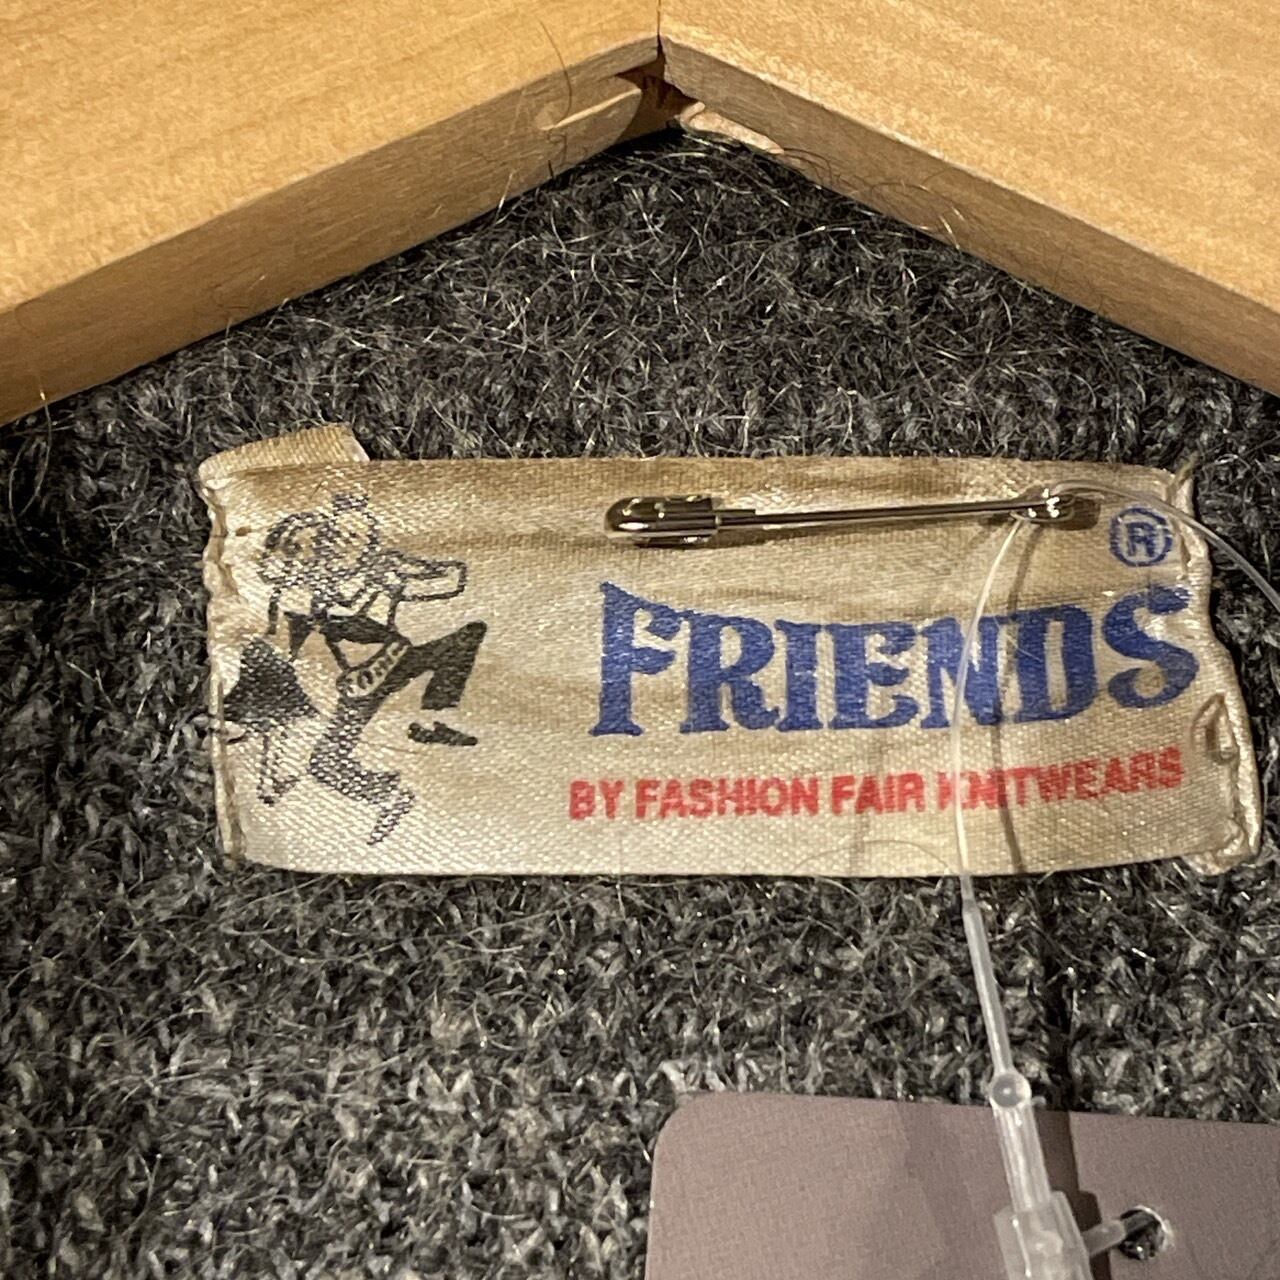 ®
FRIENDS
BY FASHION FAIR KNITWEARS